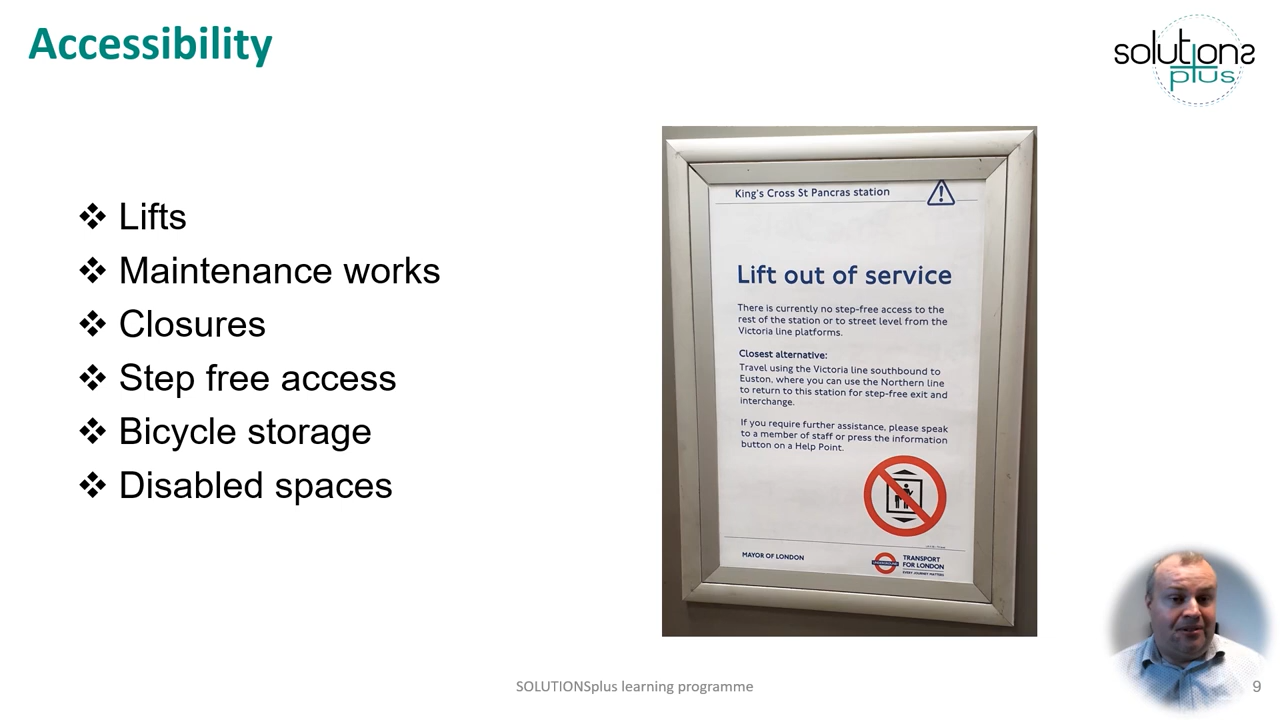 Accessibility
solutions
plus
❖ Lifts
❖ Maintenance works
❖ Closures
❖ Step free access
❖ Bicycle storage
❖ Disabled spaces
King's Cross St Pancras station
Lift out of service
There is currently no step-free access to the
rest of the station or to street level from the
Victoria line platforms.
Closest alternative:
Travel using the Victoria line southbound to
Euston, where you can use the Northern line
to return to this station for step-free exit and
interchange.
If you require further assistance, please speak
to a member of staff or press the information
button on a Help Point.
MAYOR OF LONDON
UNDERGROUND
TRANSPORT
FOR LONDON
EVERY JOURNEY MATTERS
SOLUTIONSplus learning programme
9